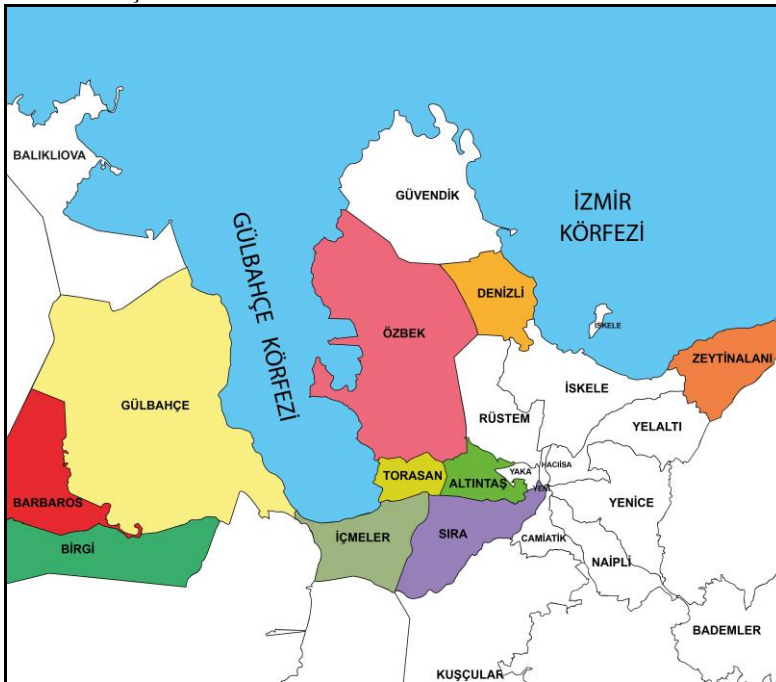 BALIKLIOVA
GÜVENDİK
İZMİR
KÖRFEZİ
GÜLBAHÇE KÖRFEZİ
DENİZLİ
İSKELE
ÖZBEK
ZEYTİNALANI
İSKELE
GÜLBAHÇE
RÜSTEM
YELALTI
YAKA
HACIİSA
TORASAN
ALTINTAŞ
YENİ
BARBAROS
YENİCE
İÇMELER
SIRA
CAMİATİK
BİRGİ
NAİPLİ
BADEMLER
KUŞÇULAR